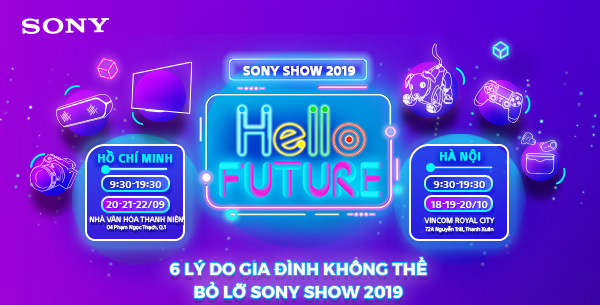 SONY
SONY SHOW 2019
Hello
FUTURE
HỒ CHÍ MINH
9:30-19:30
20-21-22/09
NHÀ VĂN HÓA THANH NIÊN
04 Phạm Ngọc Thạch, Q.1
HÀ NỘI
9:30-19:30
18-19-20/10
VINCOM ROYAL CITY
72A Nguyễn Trãi, Thanh Xuân
6 LÝ DO GIA ĐÌNH KHÔNG THỂ
BỎ LỠ SONY SHOW 2019